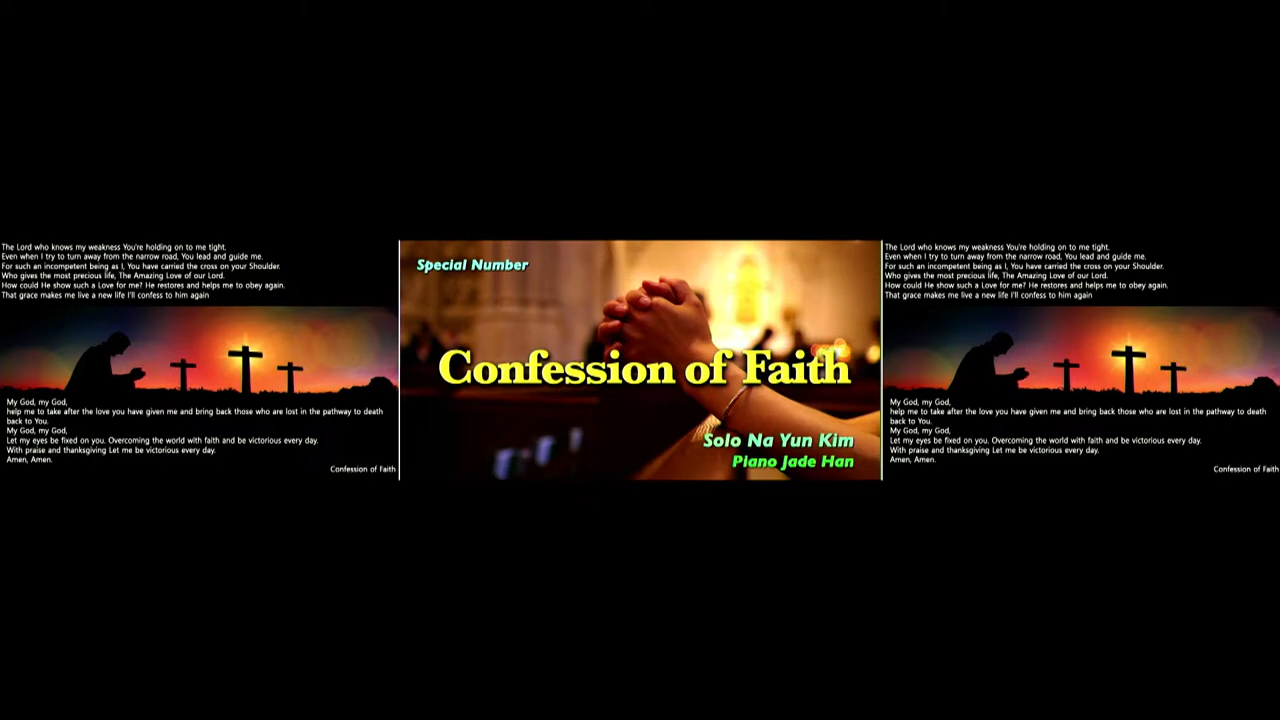 The Lord who knows my weakness You're holding on to me tight.
Even when I try to turn away from the narrow road, You lead and guide me.
For such an incompetent being as I, You have carried the cross on your Shoulder.
Who gives the most precious life, The Amazing Love of our Lord.
How could He show such a Love for me? He restores and helps me to obey again.
That grace makes me live a new life I'll confess to him again
My God, my God,
help me to take after the love you have given me and bring back those who are lost in the pathway to death
back to You.
My God, my God,
Let my eyes be fixed on you. Overcoming the world with faith and be victorious every day.
With praise and thanksgiving Let me be victorious every day.
Amen, Amen.
Confession of Faith
Special Number
Confession of Faith
Solo Na Yun Kim
Piano Jade Han
The Lord who knows my weakness You're holding on to me tight.
Even when I try to turn away from the narrow road, You lead and guide me.
For such an incompetent being as I, You have carried the cross on your Shoulder.
Who gives the most precious life, The Amazing Love of our Lord.
How could He show such a Love for me? He restores and helps me to obey again.
That grace makes me live a new life I'll confess to him again
My God, my God,
help me to take after the love you have given me and bring back those who are lost in the pathway to death
back to You.
My God, my God,
Let my eyes be fixed on you. Overcoming the world with faith and be victorious every day.
With praise and thanksgiving Let me be victorious every day.
Amen, Amen.
Confession of Faith